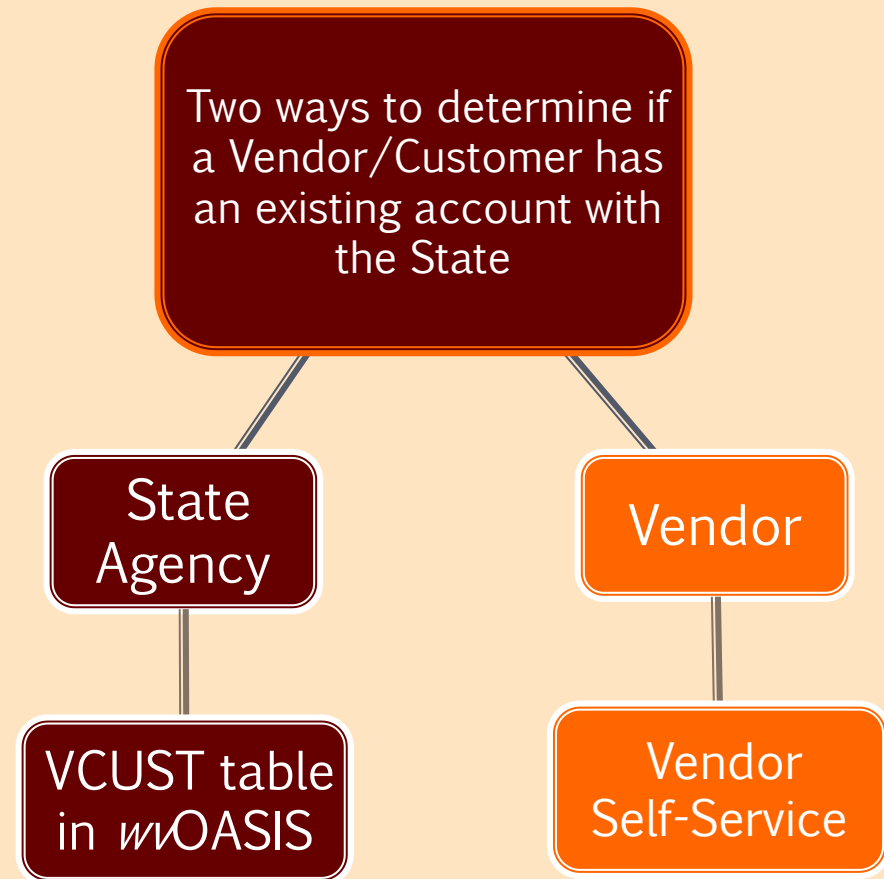 Two ways to determine if
a Vendor/Customer has
an existing account with
the State
State
Agency
Vendor
VCUST table
in wvOASIS
Vendor
Self-Service